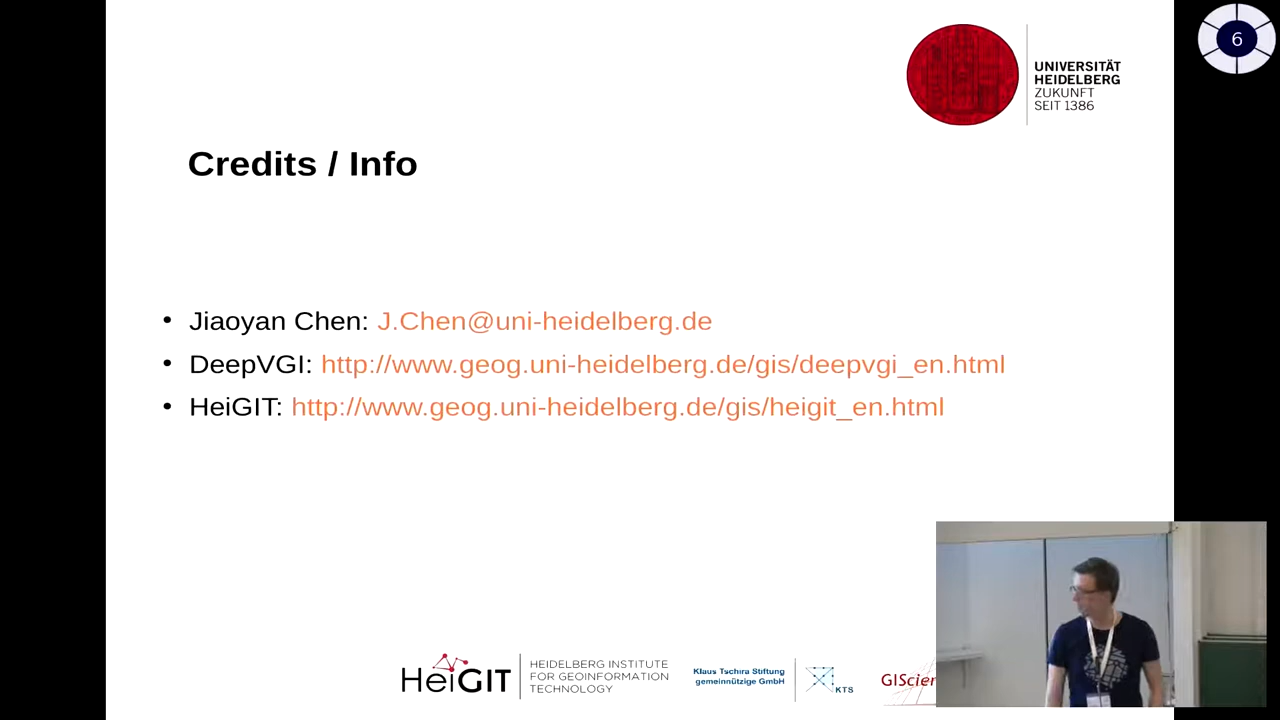 6
UNIVERSITÄT
HEIDELBERG
ZUKUNFT
SEIT 1386
Credits / Info
• Jiaoyan Chen: J.Chen@uni-heidelberg.de
• DeepVGI: http://www.geog.uni-heidelberg.de/gis/deepvgi_en.html
• HeiGIT: http://www.geog.uni-heidelberg.de/gis/heigit_en.html
HeiGIT
HEIDELBERG INSTITUTE
FOR GEOINFORMATION
TECHNOLOGY
Klaus Tschira Stiftung
gemeinnützige GmbH
KTS
GIScien